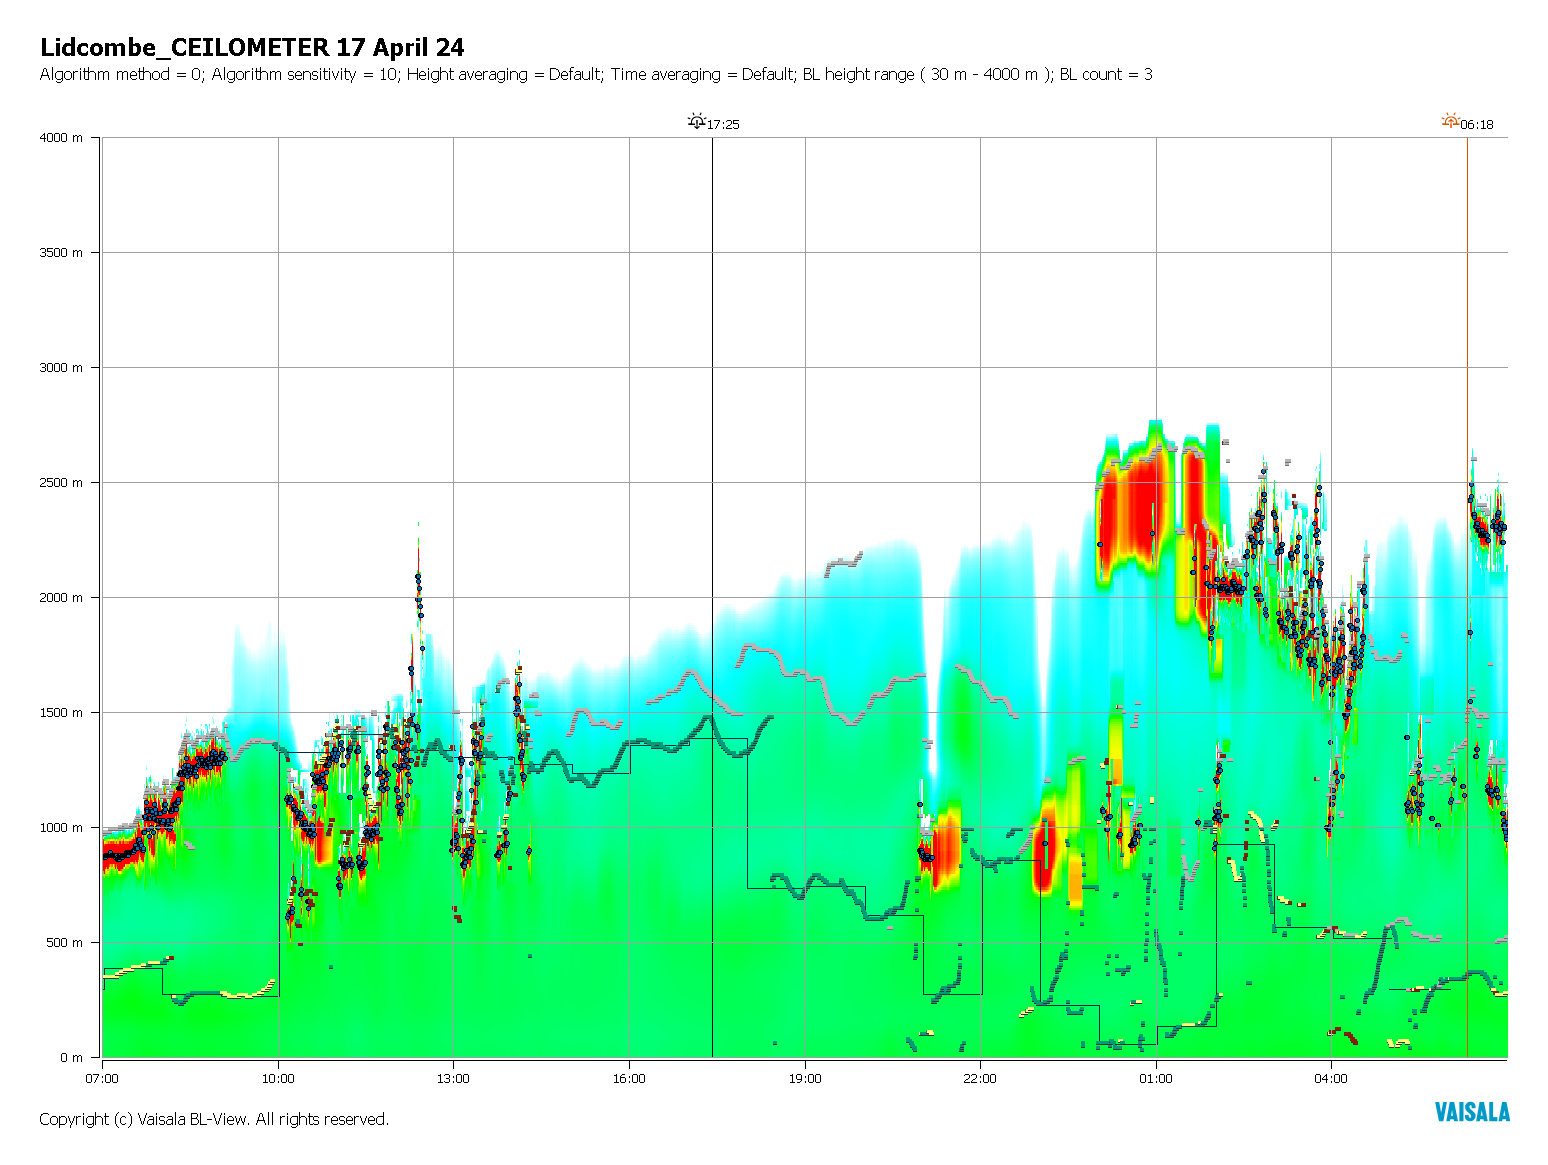 Lidcombe_CEILOMETER 17 April 24
Algorithm method = 0; Algorithm sensitivity = 10; Height averaging = Default; Time averaging = Default; BL height range ( 30 m - 4000 m ); BL count = 3
17:25
06:18
4000 m
3500 m
3000 m
2500 m
2000 m
1500 m
1000 m
500 m
0 m
07:00
10:00
13:00
16:00
19:00
22:00
01:00
04:00
Copyright (c) Vaisala BL-View. All rights reserved.
VAISALA